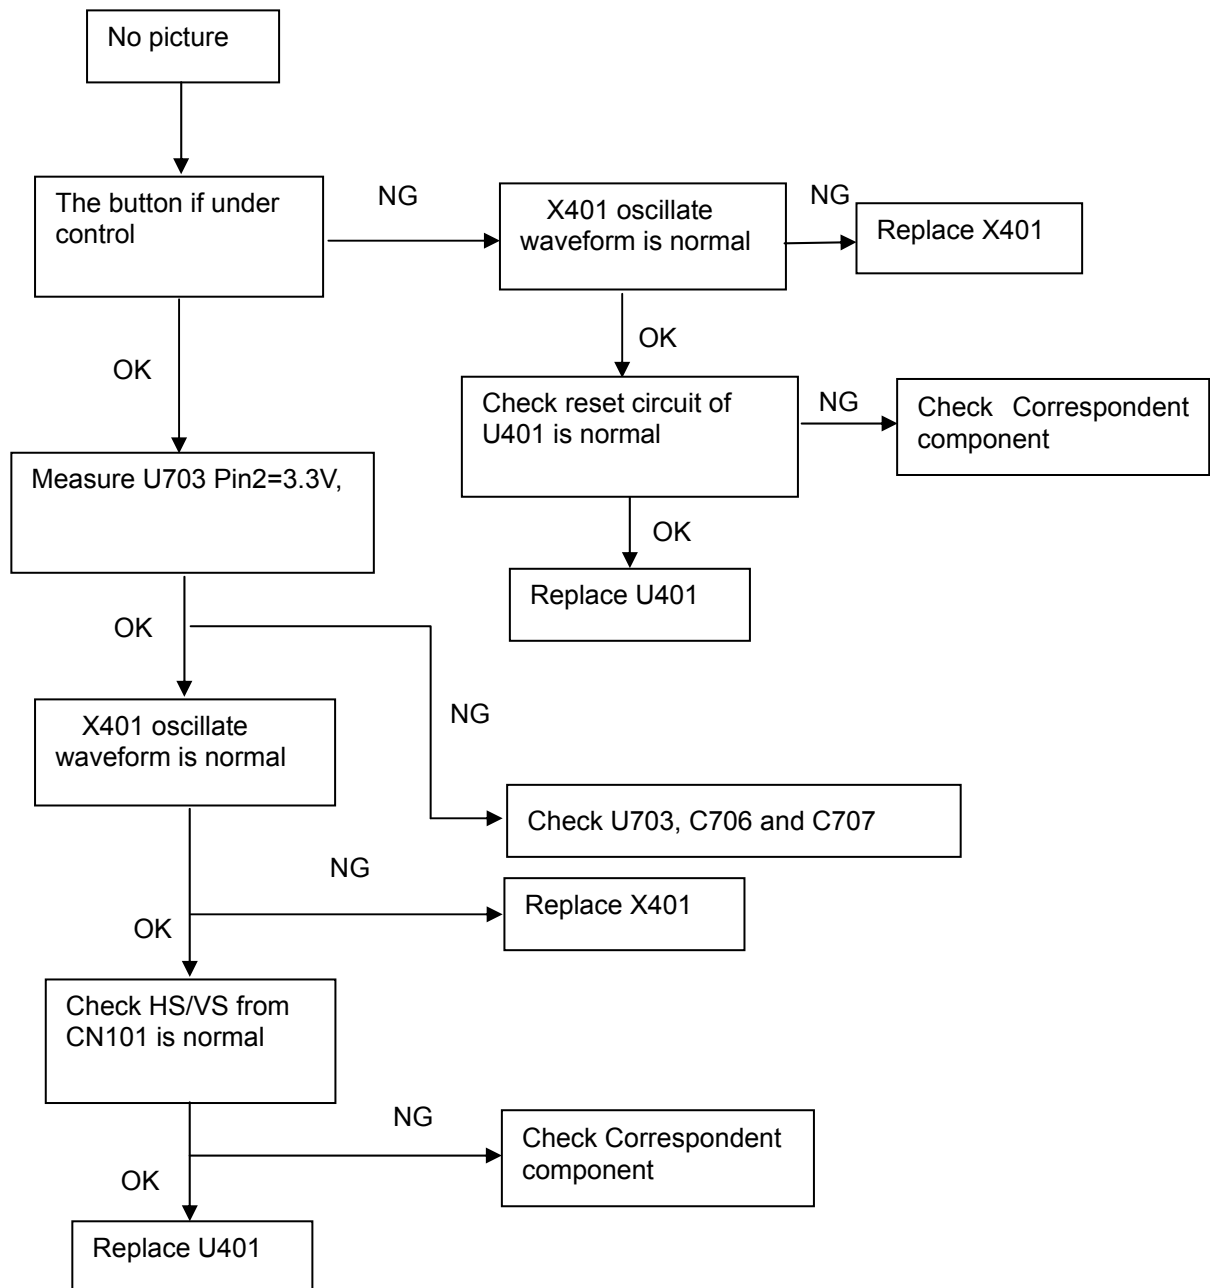 No picture
The button if under
control
NG
X401 oscillate
waveform is normal
NG
Replace X401
OK
OK
Check reset circuit of
U401 is normal
NG
Check Correspondent
component
Measure U703 Pin2=3.3V,
OK
Replace U401
OK
NG
X401 oscillate
waveform is normal
Check U703, C706 and C707
NG
Replace X401
OK
Check HS/VS from
CN101 is normal
NG
Check Correspondent
component
OK
Replace U401